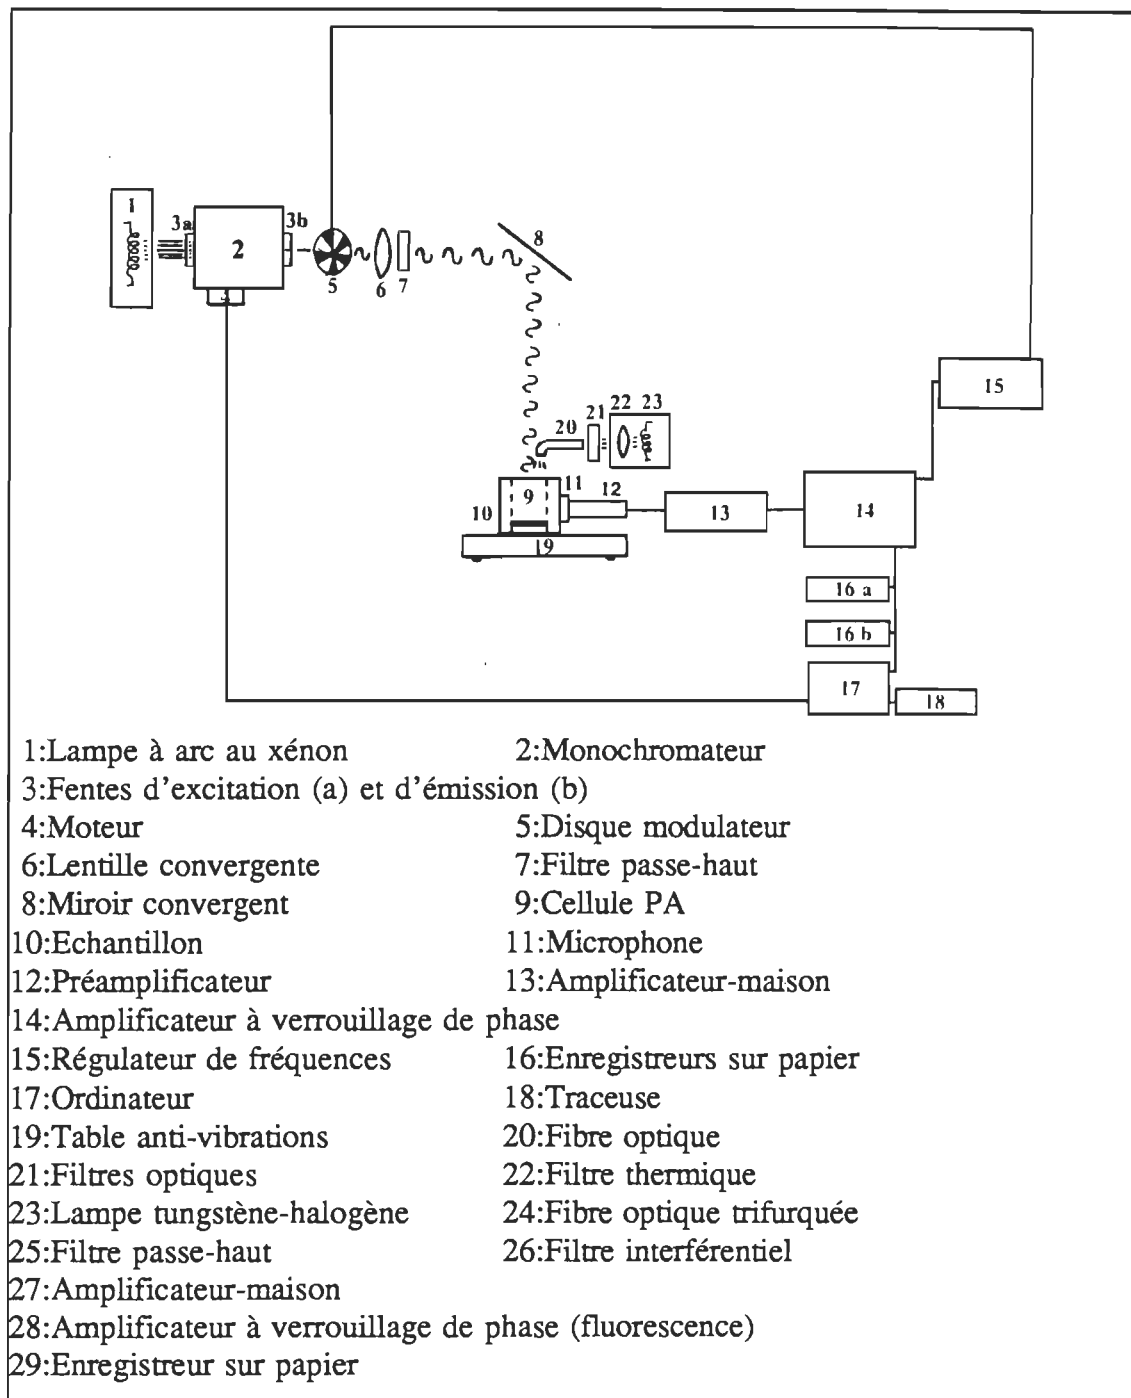 1
3a
2
3b
5
6
7
8
15
20
21
22
23
9
10
11
12
13
14
19
16 a
16 b
17
18
1:Lampe à arc au xénon 2:Monochromateur
3:Fentes d'excitation (a) et d'émission (b)
4:Moteur 5:Disque modulateur
6:Lentille convergente 7:Filtre passe-haut
8:Miroir convergent 9:Cellule PA
10:Echantillon 11:Microphone
12:Préamplificateur 13:Amplificateur-maison
14:Amplificateur à verrouillage de phase
15:Régulateur de fréquences 16:Enregistreurs sur papier
17:Ordinateur 18:Traceuse
19:Table anti-vibrations 20:Fibre optique
21:Filtres optiques 22:Filtre thermique
23:Lampe tungstène-halogène 24:Fibre optique trifurquée
25:Filtre passe-haut 26:Filtre interférentiel
27:Amplificateur-maison
28:Amplificateur à verrouillage de phase (fluorescence)
29:Enregistreur sur papier